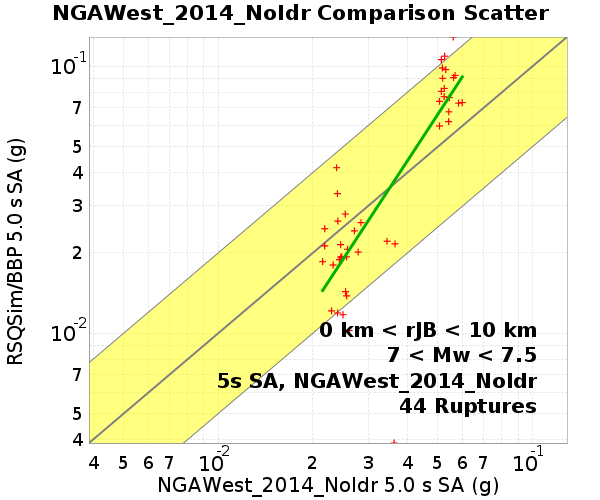 NGAWest_2014_NoIdr Comparison Scatter
RSQSim/BBP 5.0 s SA (g)
10⁻¹
7
5
4
3
2
10⁻²
7
5
4
0 km < rJB < 10 km
7 < Mw < 7.5
5s SA, NGAWest_2014_NoIdr
44 Ruptures
4 5 6 7 10⁻² 2 3 4 5 6 7 10⁻¹
NGAWest_2014_NoIdr 5.0 s SA (g)